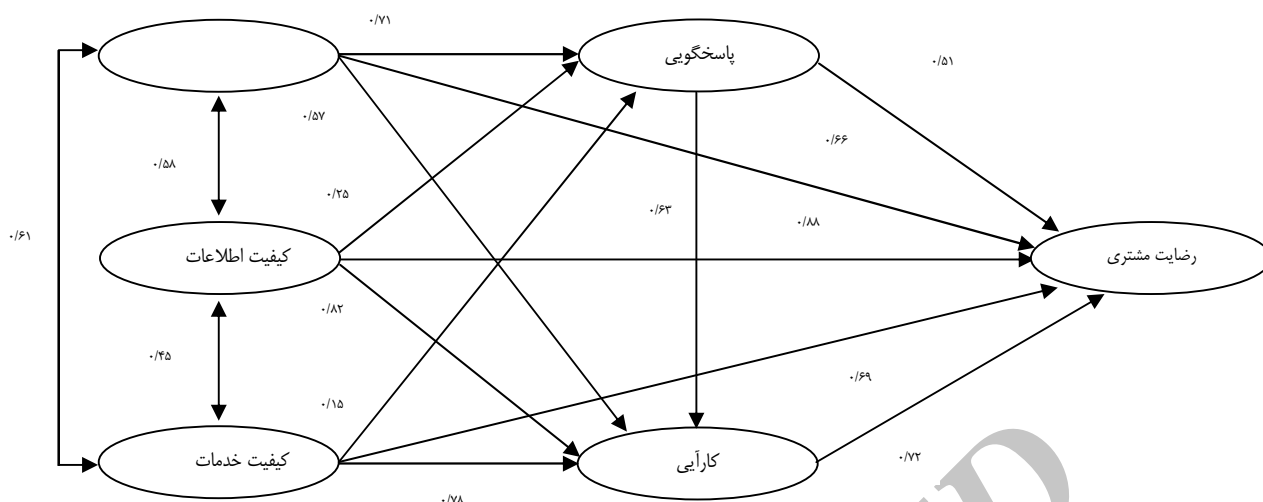 ۰/۷۱
پاسخگویی
۰/۵۱
۰/۵۷
۰/۶۶
۰/۵۸
۰/۲۵
۰/۶۳
۰/۸۸
۰/۶۱
کیفیت اطلاعات
رضایت مشتری
۰/۸۲
۰/۴۵
۰/۶۹
۰/۱۵
کیفیت خدمات
کارآیی
۰/۷۲
۰/۷۸
D